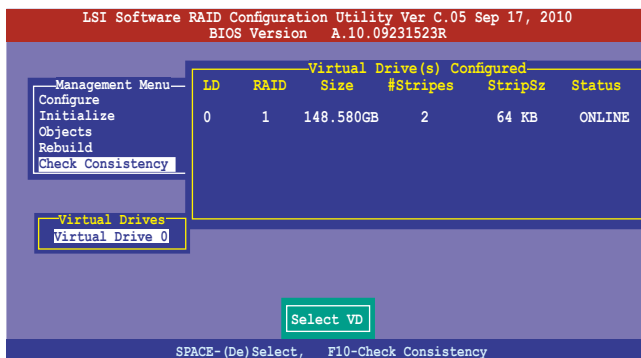 LSI Software RAID Configuration Utility Ver C.05 Sep 17, 2010
BIOS Version A.10.09231523R
Management Menu
Configure
Initialize
Objects
Rebuild
Check Consistency
Virtual Drive(s) Configured
LD RAID Size #Stripes StripSz Status
0 1 148.580GB 2 64 KB ONLINE
Virtual Drives
Virtual Drive 0
Select VD
SPACE-(De)Select, F10-Check Consistency